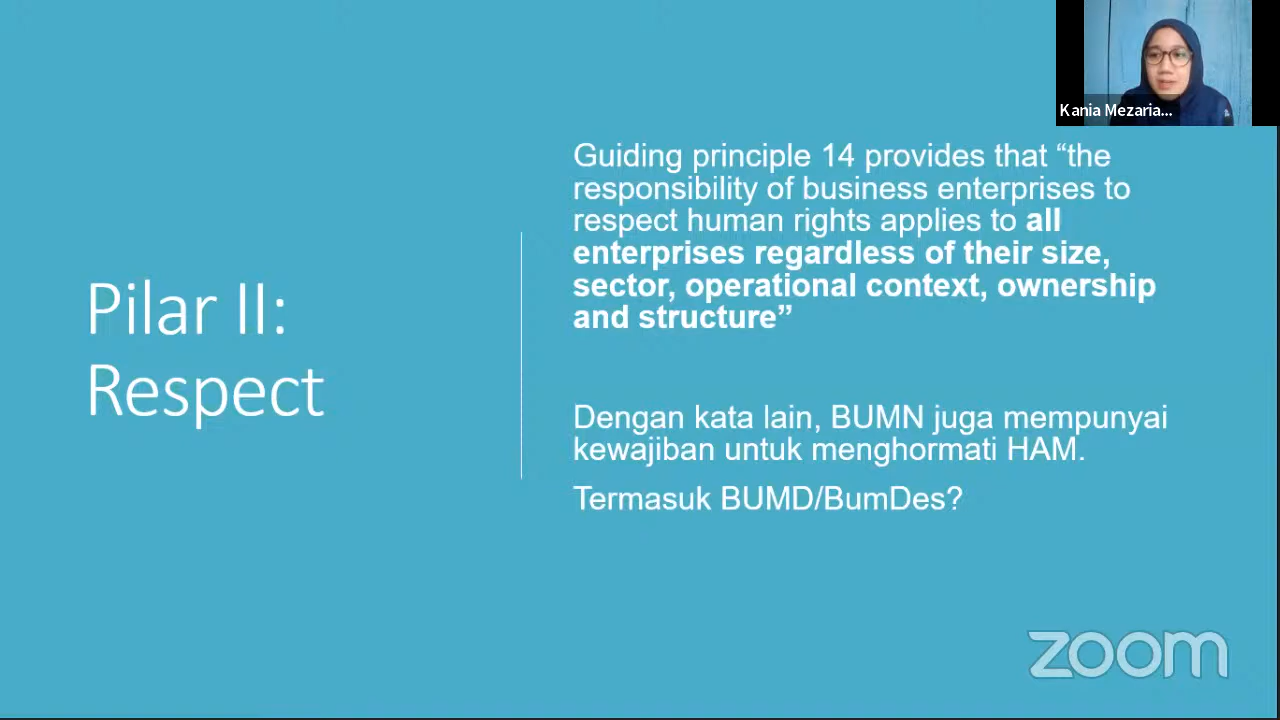 Kania Mezaria...
Guiding principle 14 provides that “the
responsibility of business enterprises to
respect human rights applies to all
enterprises regardless of their size,
sector, operational context, ownership
and structure”
Pilar II:
Respect
Dengan kata lain, BUMN juga mempunyai
kewajiban untuk menghormati HAM.
Termasuk BUMD/BumDes?
zoom